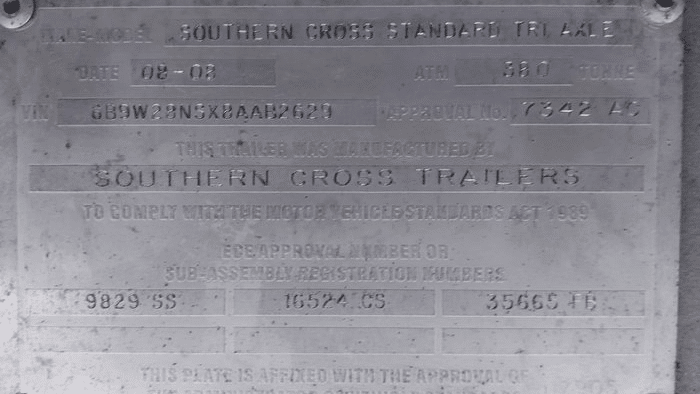 MAKE-MODEL SOUTHERN CROSS STANDARD TRI AXLE
DATE 08-08 ATM 38.0 TONNE
VIN 6B9W28NSX8AAB2629 APPROVAL No. 7342 AC
THIS TRAILER WAS MANUFACTURED BY
SOUTHERN CROSS TRAILERS
TO COMPLY WITH THE MOTOR VEHICLE STANDARDS ACT 1989
ECE APPROVAL NUMBER OR
SUB-ASSEMBLY REGISTRATION NUMBERS
9829 SS 16524 CS 35665 FB
THIS PLATE IS AFFIXED WITH THE APPROVAL OF